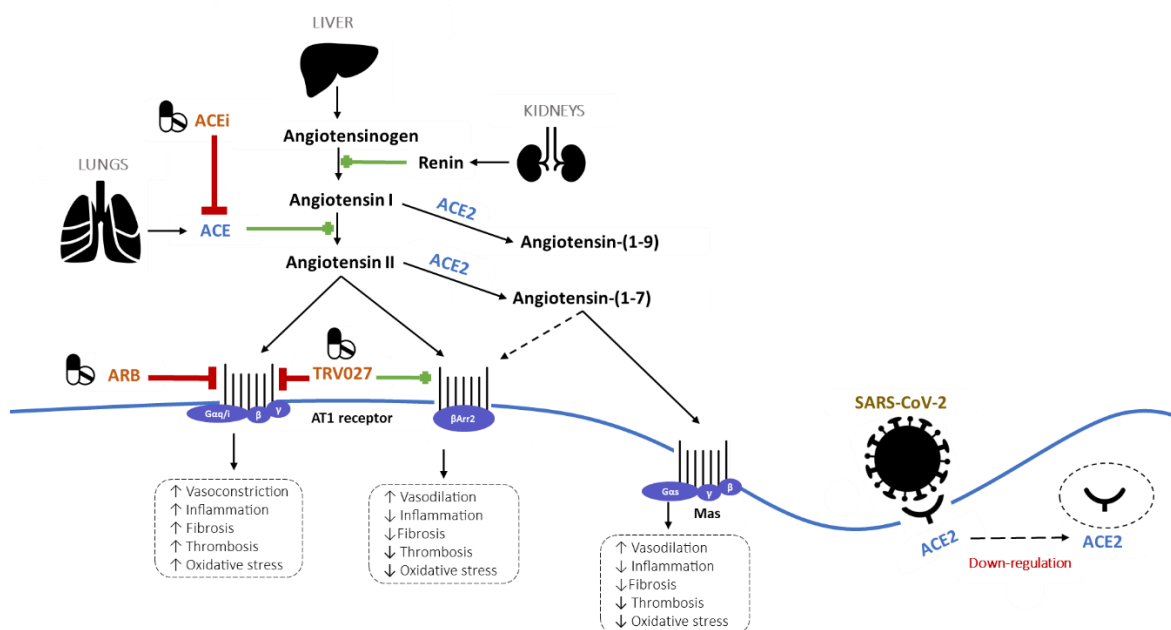 LIVER
KIDNEYS
ACEi
Angiotensinogen
Renin
LUNGS
Angiotensin I
ACE2
ACE
Angiotensin-(1-9)
Angiotensin II
ACE2
Angiotensin-(1-7)
ARB
TRV027
SARS-CoV-2
Gαq/i
β
γ
AT1 receptor
βArr2
Gαs
γ
β
Mas
ACE2
ACE2
Down-regulation
↑ Vasoconstriction
↑ Inflammation
↑ Fibrosis
↑ Thrombosis
↑ Oxidative stress
↑ Vasodilation
↓ Inflammation
↓ Fibrosis
↓ Thrombosis
↓ Oxidative stress
↑ Vasodilation
↓ Inflammation
↓ Fibrosis
↓ Thrombosis
↓ Oxidative stress